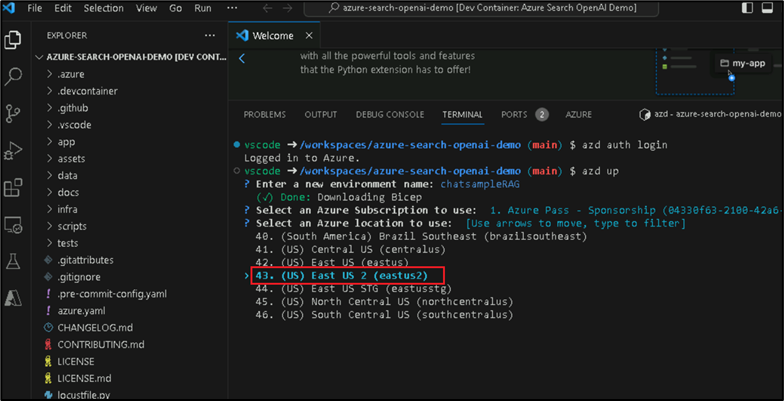 File Edit Selection View Go Run ···
azure-search-openai-demo [Dev Container: Azure Search OpenAI Demo]
EXPLORER ···
AZURE-SEARCH-OPENAI-DEMO [DEV CONT...
.azure
.devcontainer
.github
.vscode
app
assets
data
docs
infra
scripts
tests
.gitattributes
.gitignore
.pre-commit-config.yaml
azure.yaml
CHANGELOG.md
CONTRIBUTING.md
LICENSE
LICENSE.md
locustfile.py
Welcome
with all the powerful tools and features
that the Python extension has to offer!
my-app
PROBLEMS OUTPUT DEBUG CONSOLE TERMINAL PORTS 2 AZURE
azd - azure-search-openai-demo
vscode ➜ /workspaces/azure-search-openai-demo (main) $ azd auth login
Logged in to Azure.
vscode ➜ /workspaces/azure-search-openai-demo (main) $ azd up
? Enter a new environment name: chatsampleRAG
(✓) Done: Downloading Bicep
? Select an Azure Subscription to use: 1. Azure Pass - Sponsorship (04330f63-2100-42a6-
? Select an Azure location to use: [Use arrows to move, type to filter]
40. (South America) Brazil Southeast (brazilsoutheast)
41. (US) Central US (centralus)
42. (US) East US (eastus)
> 43. (US) East US 2 (eastus2)
44. (US) East US STG (eastusstg)
45. (US) North Central US (northcentralus)
46. (US) South Central US (southcentralus)